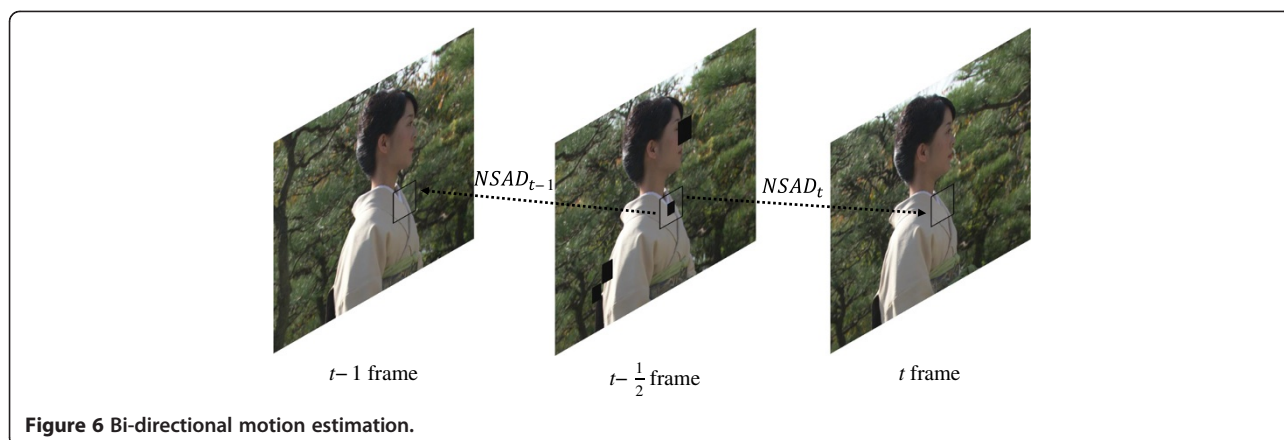 NSAD_{t−1}
NSAD_t
t− 1 frame
t− 1/2 frame
t frame
Figure 6 Bi-directional motion estimation.